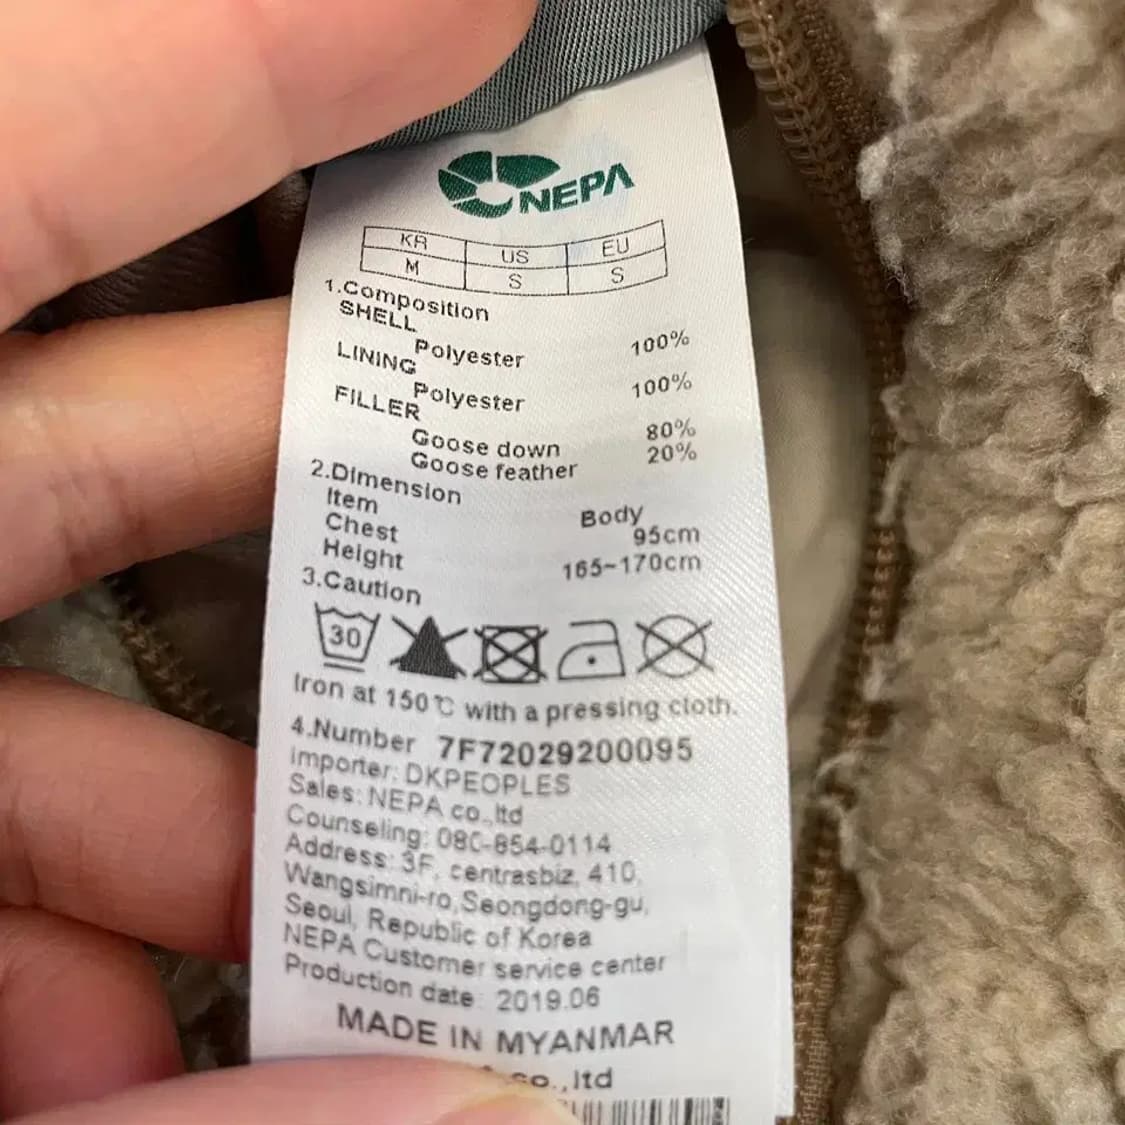 NEPA
KR US EU
M S S
1.Composition
SHELL
Polyester 100%
LINING
Polyester 100%
FILLER
Goose down 80%
Goose feather 20%
2.Dimension
Item Body
Chest 95cm
Height 165~170cm
3.Caution
30
Iron at 150℃ with a pressing cloth.
4.Number 7F72029200095
Importer: DKPEOPLES
Sales: NEPA co.,ltd
Counseling: 080-854-0114
Address: 3F, centrasbiz, 410,
Wangsimni-ro, Seongdong-gu,
Seoul, Republic of Korea
NEPA Customer service center
Production date: 2019.06
MADE IN MYANMAR
co.,ltd